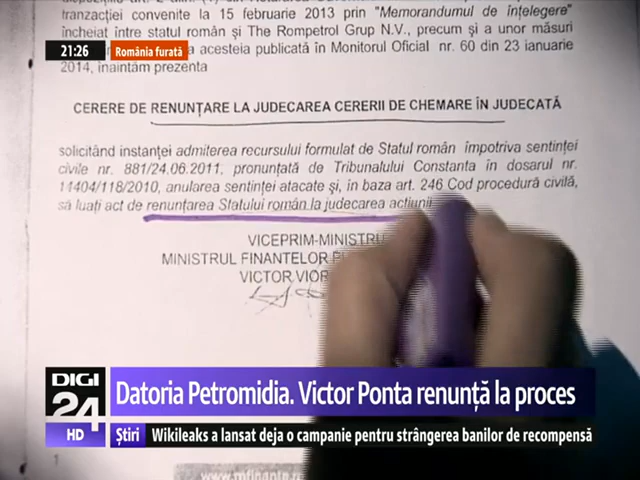 tranzacției convenite la 15 februarie 2013 prin "Memorandumul de înțelegere"
încheiat între statul român și The Rompetrol Grup N.V., precum și a unor măsuri
21:26
România furată
acesteia publicată în Monitorul Oficial nr. 60 din 23 ianuarie
2014, înaintăm prezenta
CERERE DE RENUNȚARE LA JUDECAREA CERERII DE CHEMARE ÎN JUDECATĂ
solicitând instanței admiterea recursului formulat de Statul român împotriva sentinței
civile nr. 881/24.06.2011, pronunțată de Tribunalului Constanta în dosarul nr.
11404/118/2010, anularea sentinței atacate și, în baza art. 246 Cod procedură civilă,
să luați act de renunțarea Statului român la judecarea acțiunii
VICEPRIM-MINISTRU
MINISTRUL FINANȚELOR
VICTOR
DIGI
24
HD
Datoria Petromidia. Victor Ponta renunță la proces
Știri
Wikileaks a lansat deja o campanie pentru strângerea banilor de recompensă